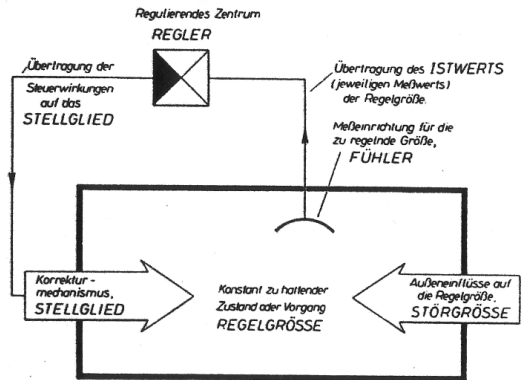 Regulierendes Zentrum
REGLER
Übertragung der
Steuerwirkungen
auf das
STELLGLIED
Übertragung des ISTWERTS
(jeweiligen Meßwerts)
der Regelgröße.
Meßeinrichtung für die
zu regelnde Größe,
FÜHLER
Korrektur-
mechanismus,
STELLGLIED
Konstant zu haltender
Zustand oder Vorgang
REGELGRÖSSE
Außeneinflüsse auf
die Regelgröße,
STÖRGRÖSSE